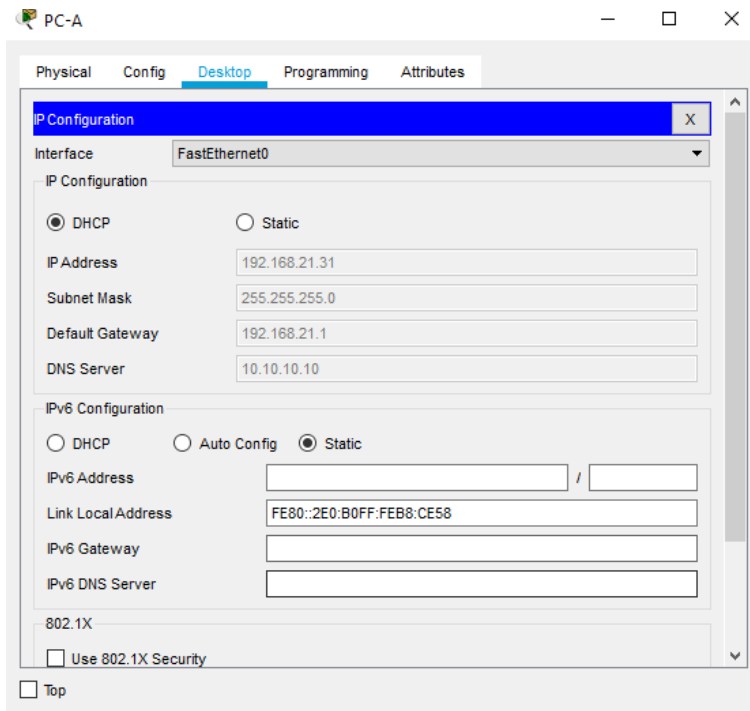 PC-A
Physical Config Desktop Programming Attributes
IP Configuration X
Interface FastEthernet0
IP Configuration
DHCP Static
IP Address 192.168.21.31
Subnet Mask 255.255.255.0
Default Gateway 192.168.21.1
DNS Server 10.10.10.10
IPv6 Configuration
DHCP Auto Config Static
IPv6 Address /
Link Local Address FE80::2E0:B0FF:FEB8:CE58
IPv6 Gateway
IPv6 DNS Server
802.1X
Use 802.1X Security
Top